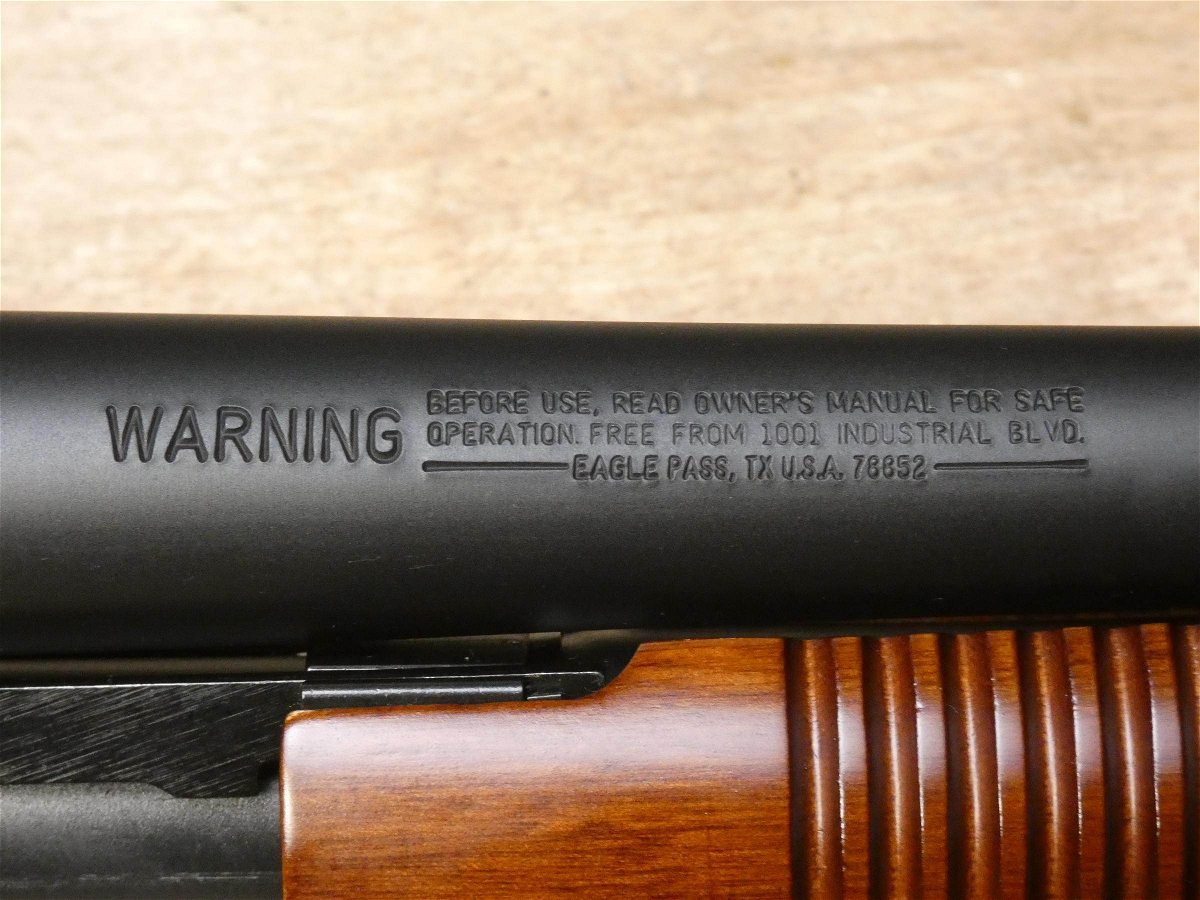 WARNING
BEFORE USE, READ OWNER'S MANUAL FOR SAFE
OPERATION. FREE FROM 1001 INDUSTRIAL BLVD.
EAGLE PASS, TX U.S.A. 78852